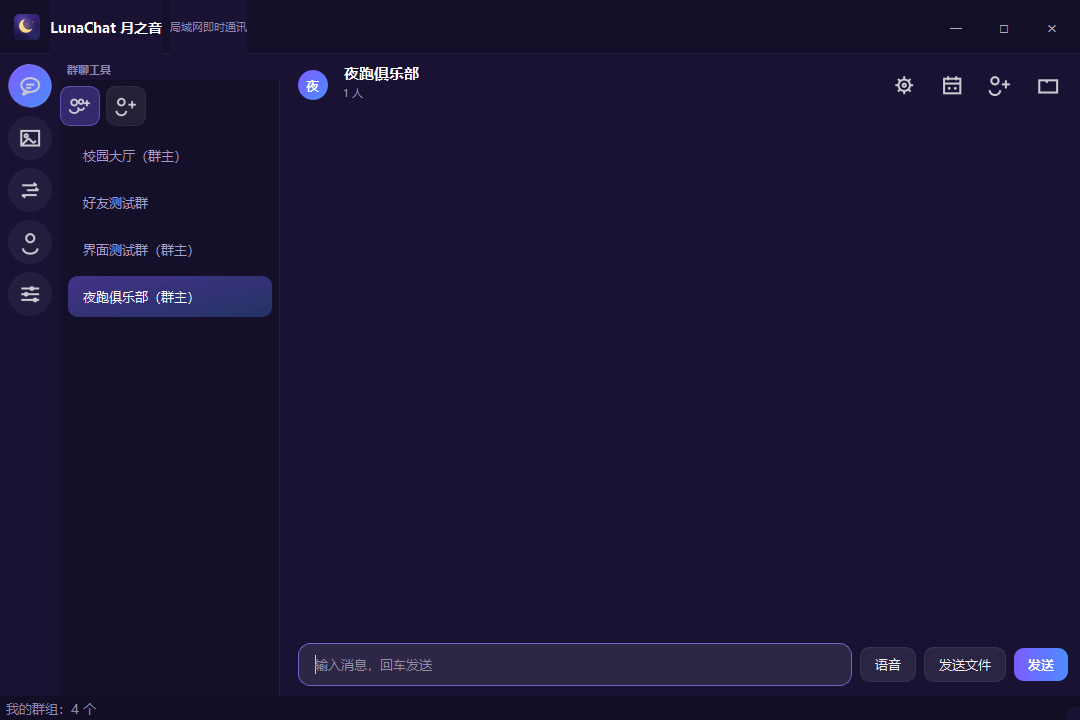 LunaChat 月之音 局域网即时通讯
群聊工具
校园大厅（群主）
好友测试群
界面测试群（群主）
夜跑俱乐部（群主）
夜
夜跑俱乐部
1 人
输入消息，回车发送
语音
发送文件
发送
我的群组：4 个